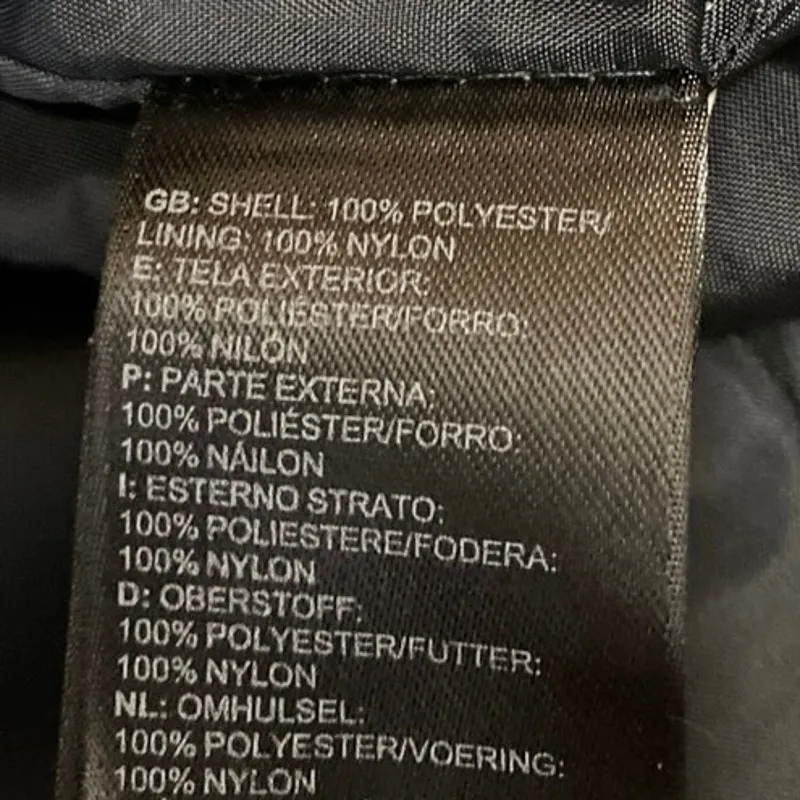 GB: SHELL: 100% POLYESTER/
LINING: 100% NYLON
E: TELA EXTERIOR:
100% POLIÉSTER/FORRO:
100% NILÓN
P: PARTE EXTERNA:
100% POLIÉSTER/FORRO:
100% NÁILON
I: ESTERNO STRATO:
100% POLIESTERE/FODERA:
100% NYLON
D: OBERSTOFF:
100% POLYESTER/FUTTER:
100% NYLON
NL: OMHULSEL:
100% POLYESTER/VOERING:
100% NYLON